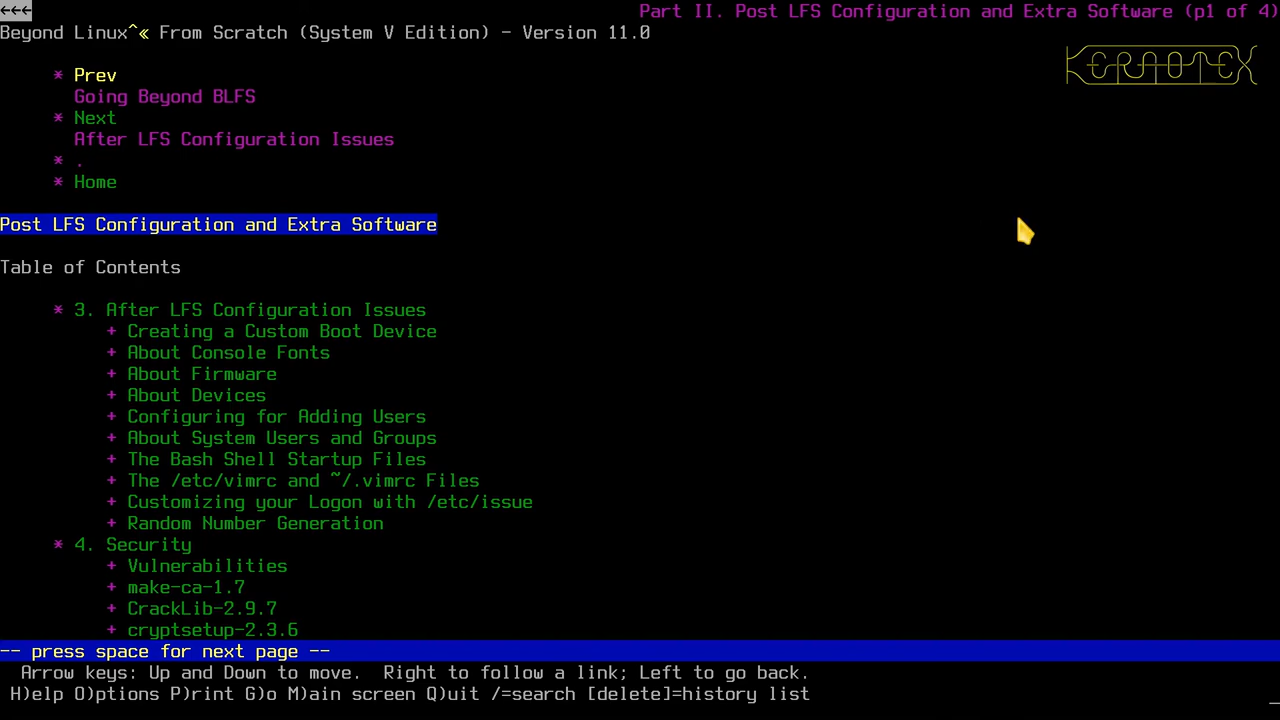 ←←← Part II. Post LFS Configuration and Extra Software (p1 of 4)
Beyond Linux^« From Scratch (System V Edition) - Version 11.0
* Prev
KERAOTEX
Going Beyond BLFS
* Next
After LFS Configuration Issues
* .
* Home
Post LFS Configuration and Extra Software
Table of Contents
* 3. After LFS Configuration Issues
+ Creating a Custom Boot Device
+ About Console Fonts
+ About Firmware
+ About Devices
+ Configuring for Adding Users
+ About System Users and Groups
+ The Bash Shell Startup Files
+ The /etc/vimrc and ~/.vimrc Files
+ Customizing your Logon with /etc/issue
+ Random Number Generation
* 4. Security
+ Vulnerabilities
+ make-ca-1.7
+ CrackLib-2.9.7
+ cryptsetup-2.3.6
-- press space for next page --
Arrow keys: Up and Down to move. Right to follow a link; Left to go back.
H)elp O)ptions P)rint G)o M)ain screen Q)uit /=search [delete]=history list